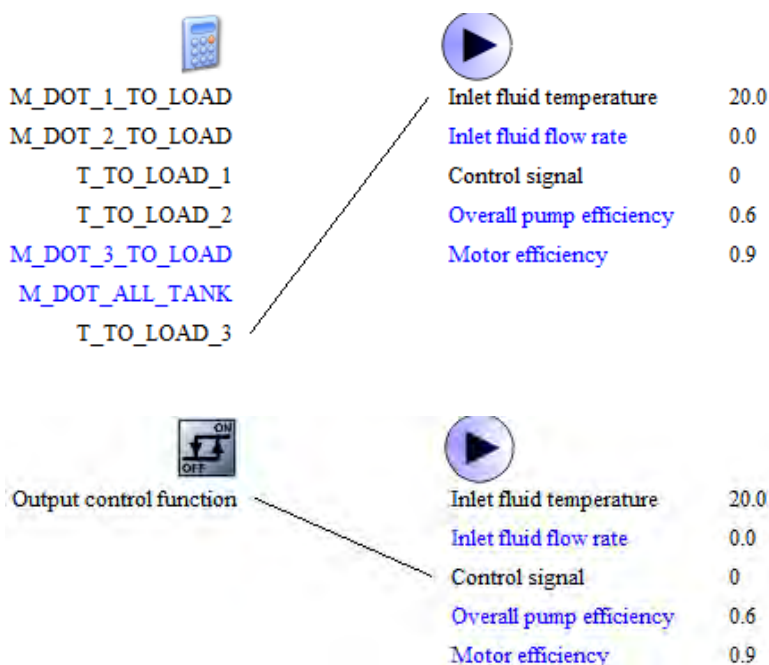 M_DOT_1_TO_LOAD Inlet fluid temperature 20.0
M_DOT_2_TO_LOAD Inlet fluid flow rate 0.0
T_TO_LOAD_1 Control signal 0
T_TO_LOAD_2 Overall pump efficiency 0.6
M_DOT_3_TO_LOAD Motor efficiency 0.9
M_DOT_ALL_TANK
T_TO_LOAD_3
ON
OFF
Output control function Inlet fluid temperature 20.0
Inlet fluid flow rate 0.0
Control signal 0
Overall pump efficiency 0.6
Motor efficiency 0.9